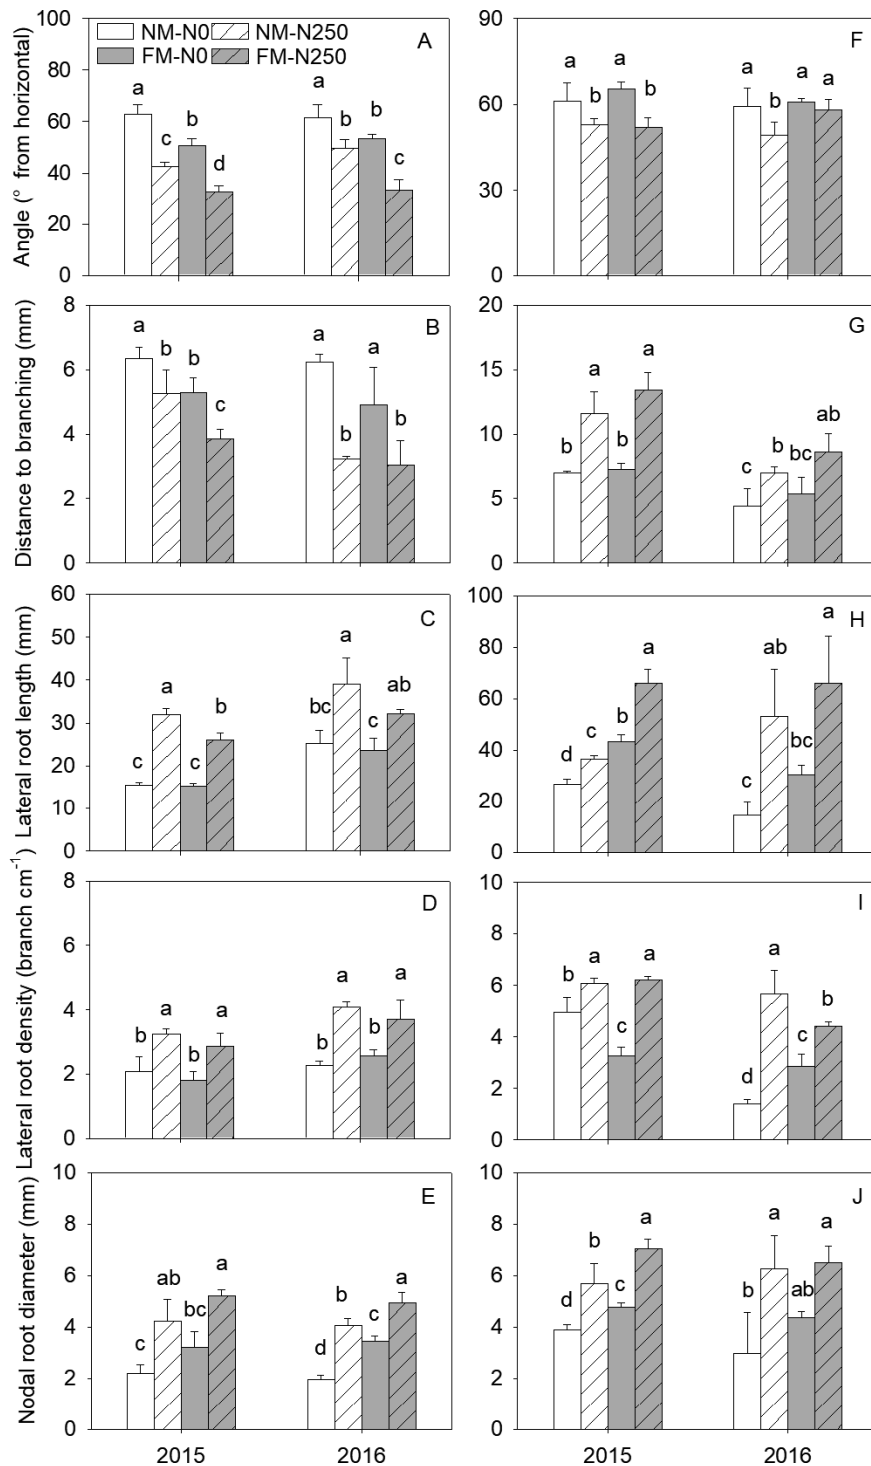 100 A
NM-N0 NM-N250
FM-N0 FM-N250
80
60
40
20
0
a c b d a b b c
Angle (° from horizontal)
90 F
60
30
0
a b a b a b a a
8 B
6
4
2
0
a b b c a b a b
Distance to branching (mm)
20 G
15
10
5
0
b a b a c b bc ab
60 C
50
40
30
20
10
0
c a c b bc a c ab
Lateral root length (mm)
100 H
80
60
40
20
0
d c b a c ab bc a
8 D
6
4
2
0
b a b a b a b a
Lateral root density (branch cm⁻¹)
10 I
8
6
4
2
0
b a c a d a c b
10 E
8
6
4
2
0
c ab bc a d b c a
Nodal root diameter (mm)
2015 2016
10 J
8
6
4
2
0
d b c a b a ab a
2015 2016